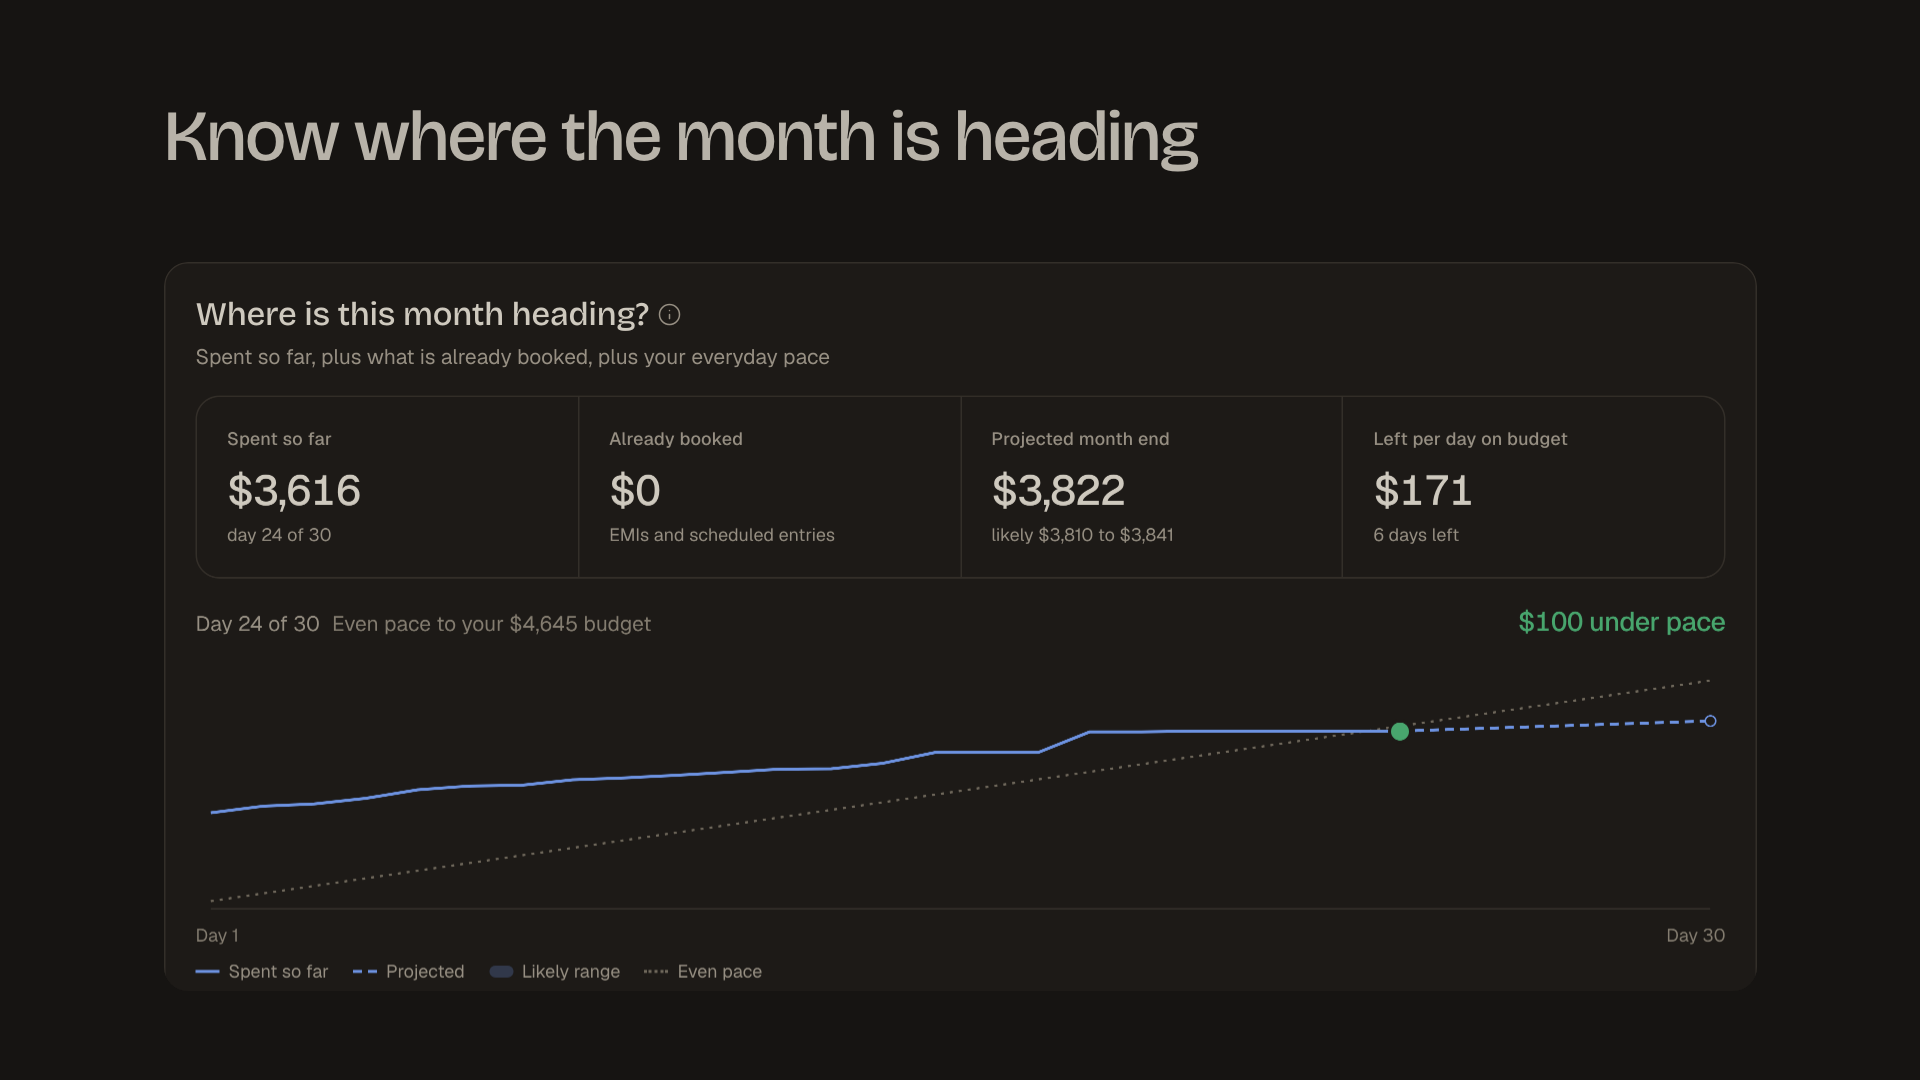 Know where the month is heading
Where is this month heading?
Spent so far, plus what is already booked, plus your everyday pace
Spent so far
$3,616
day 24 of 30
Already booked
$0
EMIs and scheduled entries
Projected month end
$3,822
likely $3,810 to $3,841
Left per day on budget
$171
6 days left
Day 24 of 30 Even pace to your $4,645 budget
$100 under pace
Day 1
Day 30
Spent so far
Projected
Likely range
Even pace